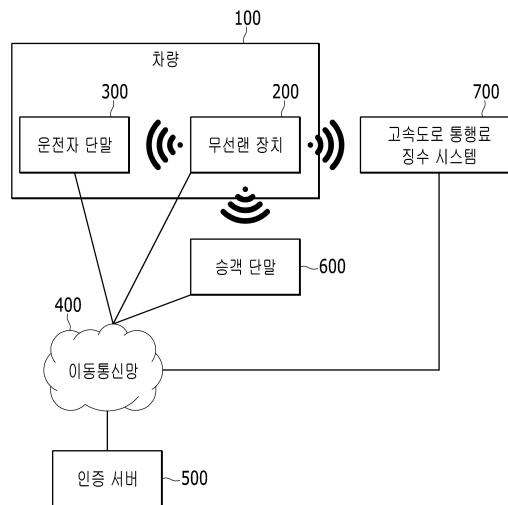 100
차량
300
200
700
운전자 단말
무선랜 장치
고속도로 통행료
징수 시스템
승객 단말
600
400
이동통신망
인증 서버
500